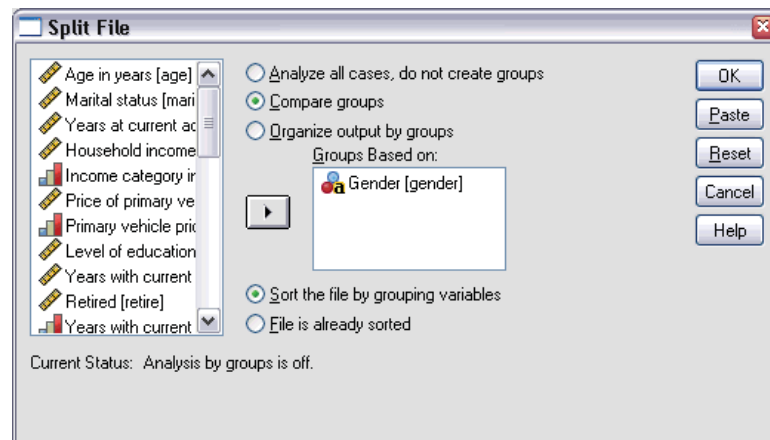 Split File
Age in years [age]
Marital status [mari
Years at current ad
Household income
Income category in
Price of primary ve
Primary vehicle pric
Level of education
Years with current
Retired [retire]
Years with current
Analyze all cases, do not create groups
Compare groups
Organize output by groups
Groups Based on:
Gender [gender]
Sort the file by grouping variables
File is already sorted
OK
Paste
Reset
Cancel
Help
Current Status: Analysis by groups is off.